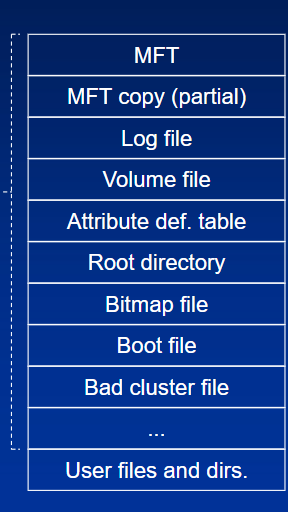 MFT
MFT copy (partial)
Log file
Volume file
Attribute def. table
Root directory
Bitmap file
Boot file
Bad cluster file
...
User files and dirs.